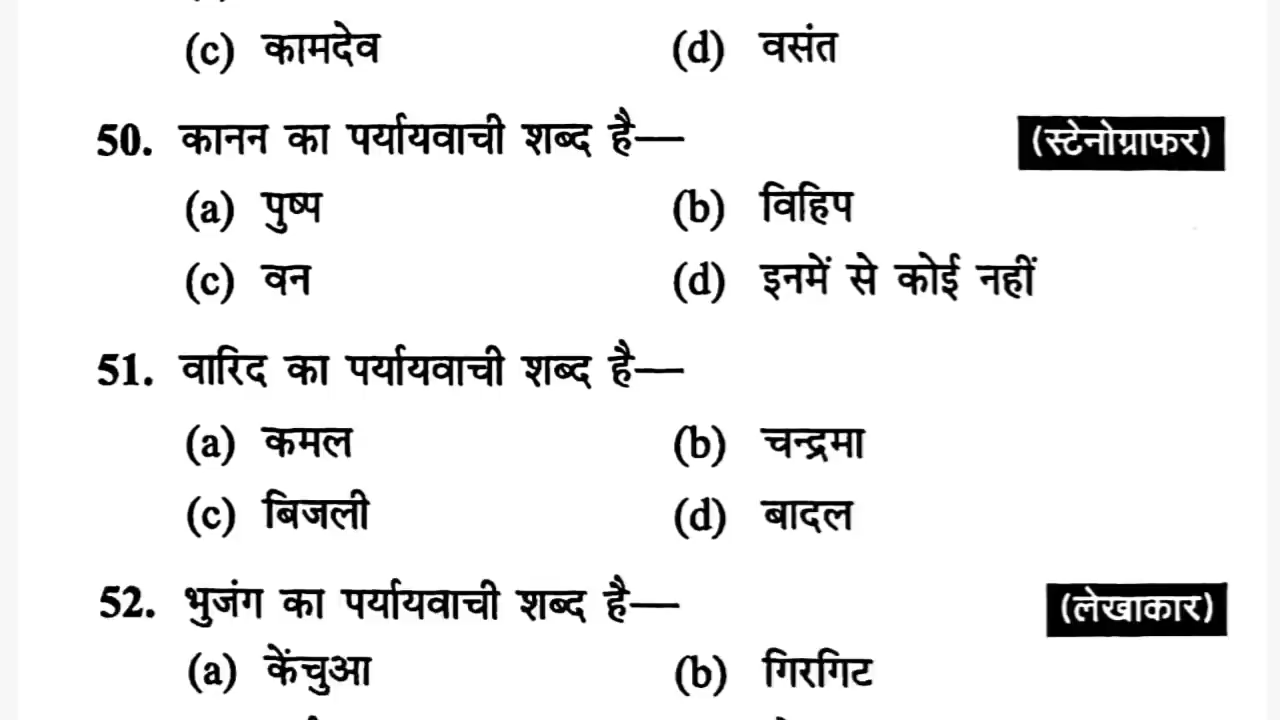 (c) कामदेव (d) वसंत
50. कानन का पर्यायवाची शब्द है— (स्टेनोग्राफर)
(a) पुष्प (b) विहिप
(c) वन (d) इनमें से कोई नहीं
51. वारिद का पर्यायवाची शब्द है—
(a) कमल (b) चन्द्रमा
(c) बिजली (d) बादल
52. भुजंग का पर्यायवाची शब्द है— (लेखाकार)
(a) केंचुआ (b) गिरगिट